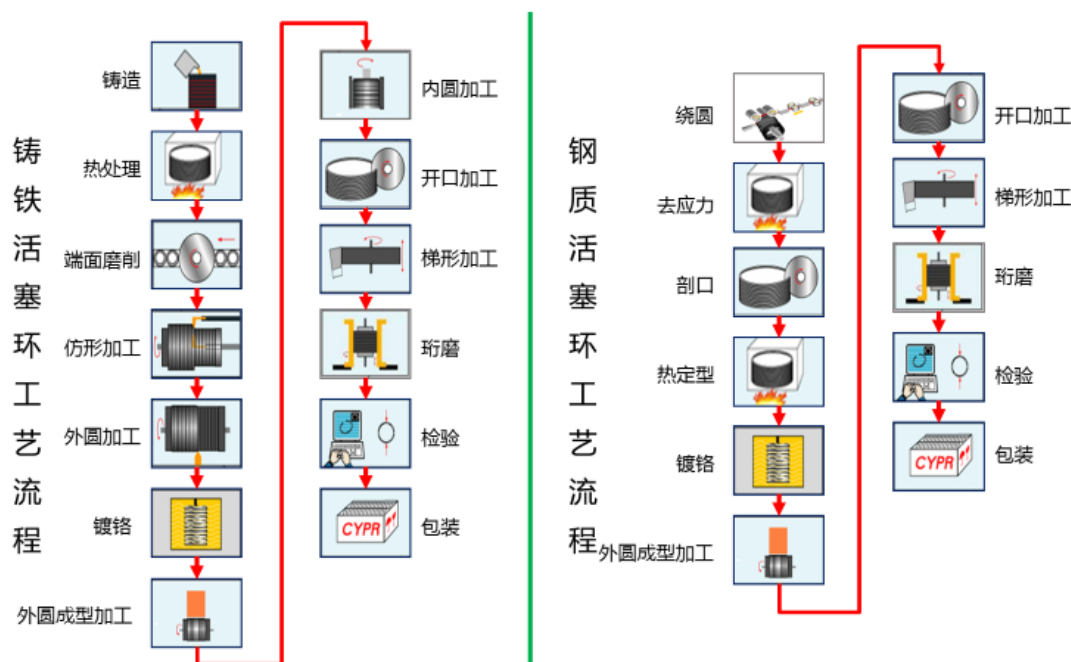 铸铁活塞环工艺流程
铸造
热处理
端面磨削
仿形加工
外圆加工
镀铬
外圆成型加工
内圆加工
开口加工
梯形加工
珩磨
检验
CYPR
包装
钢质活塞环工艺流程
绕圆
去应力
剖口
热定型
镀铬
外圆成型加工
开口加工
梯形加工
珩磨
检验
CYPR
包装